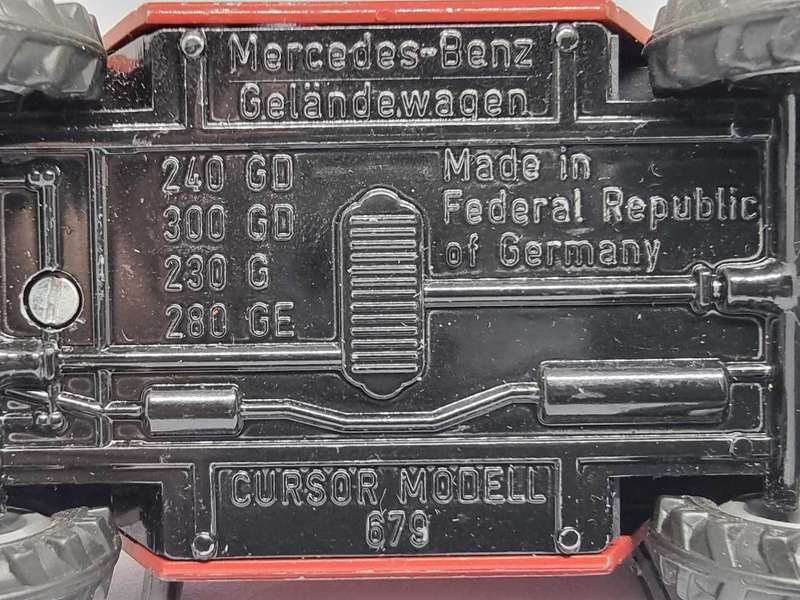 Mercedes-Benz
Geländewagen
240 GD
300 GD
230 G
280 GE
Made in
Federal Republic
of Germany
CURSOR MODELL
679